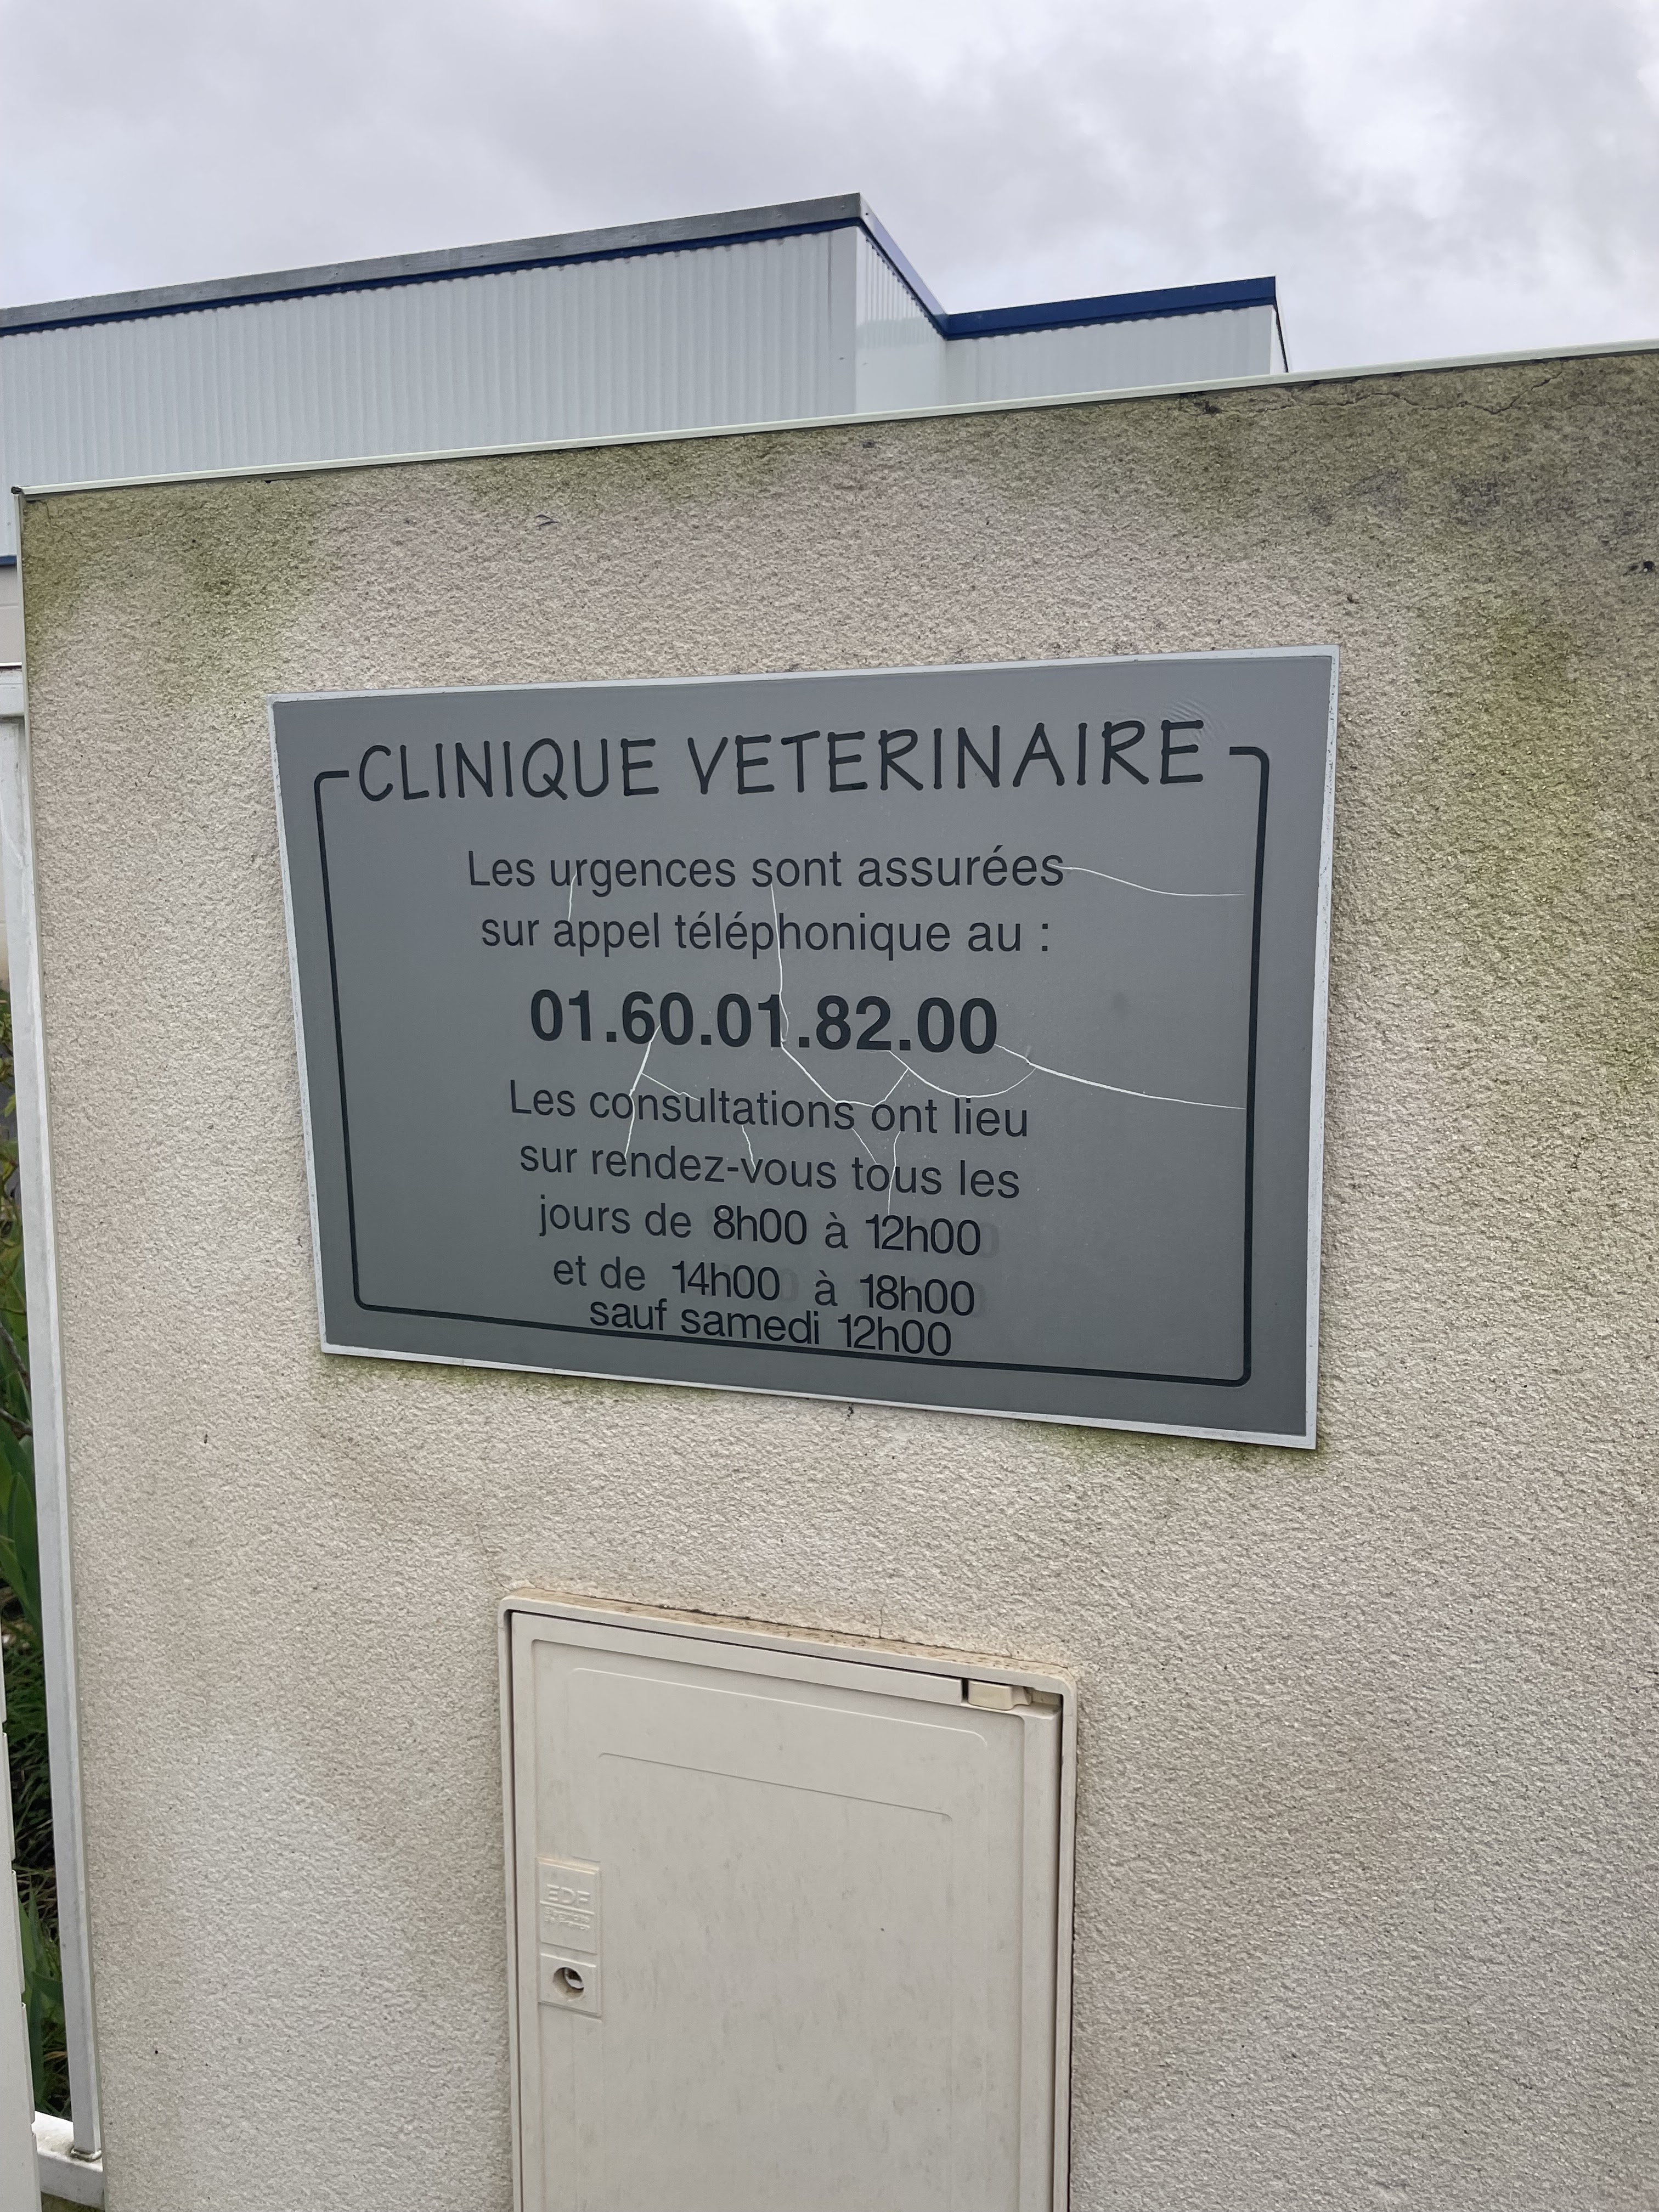 CLINIQUE VETERINAIRE
Les urgences sont assurées
sur appel téléphonique au :
01.60.01.82.00
Les consultations ont lieu
sur rendez-vous tous les
jours de 8h00 à 12h00
et de 14h00 à 18h00
sauf samedi 12h00
EDF